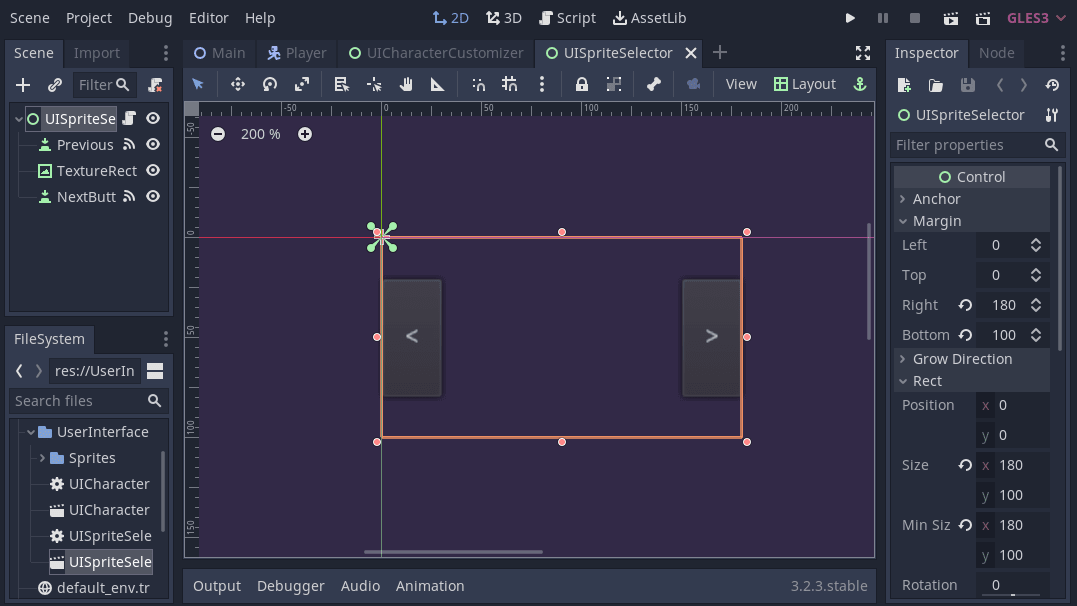 Scene Project Debug Editor Help 2D 3D Script AssetLib GLES3
Scene Import Main Player UICharacterCustomizer UISpriteSelector Inspector Node
Filter View Layout
UISpriteSe
Previous
TextureRect
NextButt
-50 0 50 100 150 200
-50
0
50
100
150
200 %
<
>
UISpriteSelector
Filter properties
Control
Anchor
Margin
Left 0
Top 0
Right 180
Bottom 100
Grow Direction
Rect
Position x 0
y 0
Size x 180
y 100
Min Siz x 180
y 100
Rotation 0
FileSystem
res://UserIn
Search files
UserInterface
Sprites
UICharacter
UICharacter
UISpriteSele
UISpriteSele
default_env.tr
Output Debugger Audio Animation 3.2.3.stable